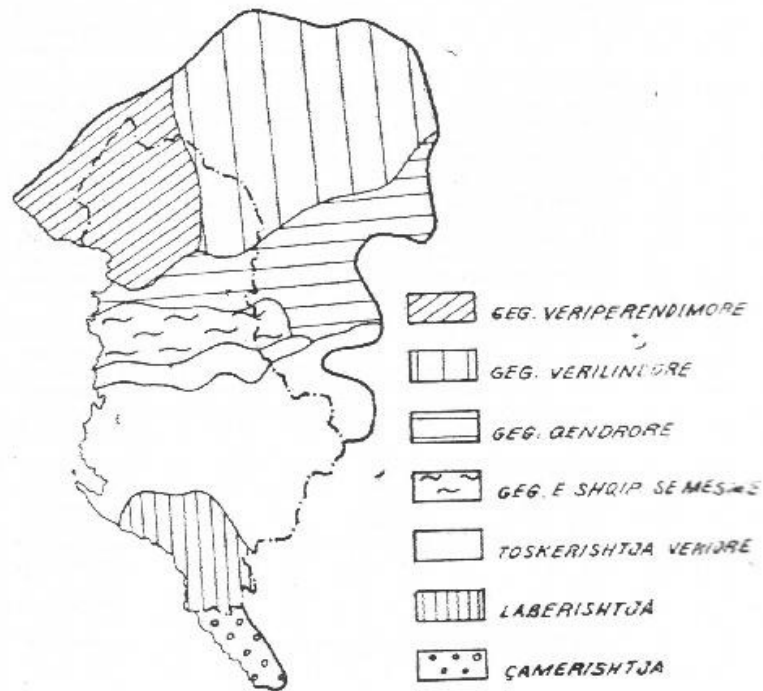 GEG. VERIPERENDIMORE
GEG. VERILINDORE
GEG. QENDRORE
GEG. E SHQIP. SE MESME
TOSKERISHTJA VERIORE
LABERISHTJA
ÇAMERISHTJA